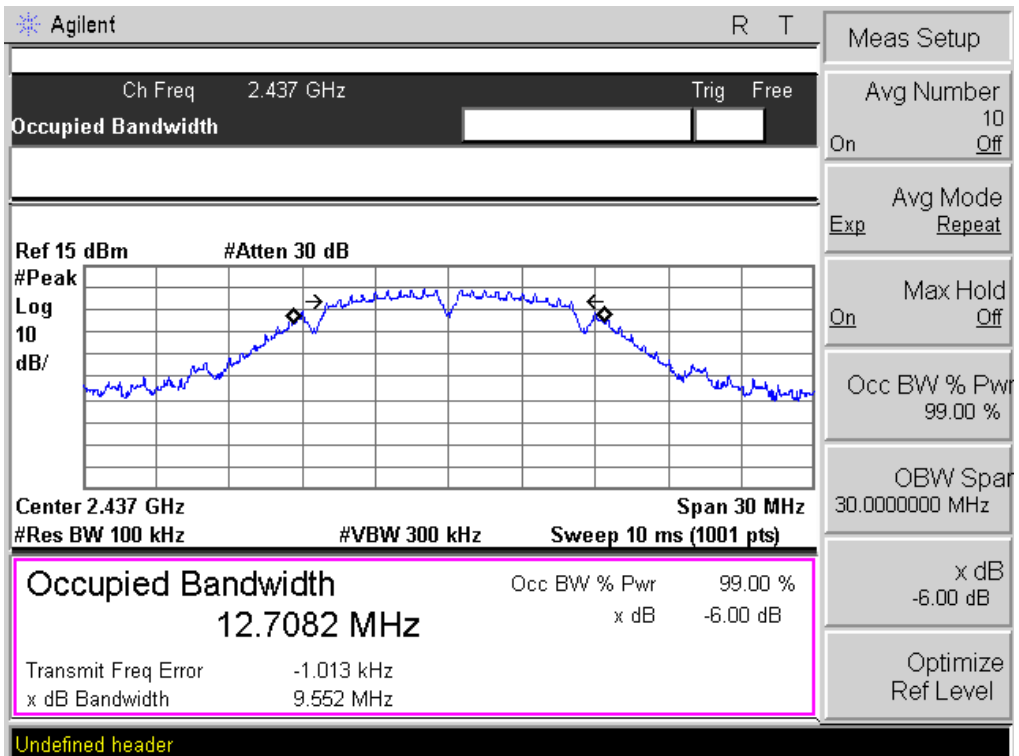 Agilent R T
Ch Freq 2.437 GHz Trig Free
Occupied Bandwidth
Ref 15 dBm #Atten 30 dB
#Peak
Log
10
dB/
Center 2.437 GHz Span 30 MHz
#Res BW 100 kHz #VBW 300 kHz Sweep 10 ms (1001 pts)
Occupied Bandwidth
12.7082 MHz
Occ BW % Pwr 99.00 %
x dB -6.00 dB
Transmit Freq Error -1.013 kHz
x dB Bandwidth 9.552 MHz
Undefined header
Meas Setup
Avg Number
10
On Off
Avg Mode
Exp Repeat
Max Hold
On Off
Occ BW % Pwr
99.00 %
OBW Span
30.0000000 MHz
x dB
-6.00 dB
Optimize
Ref Level